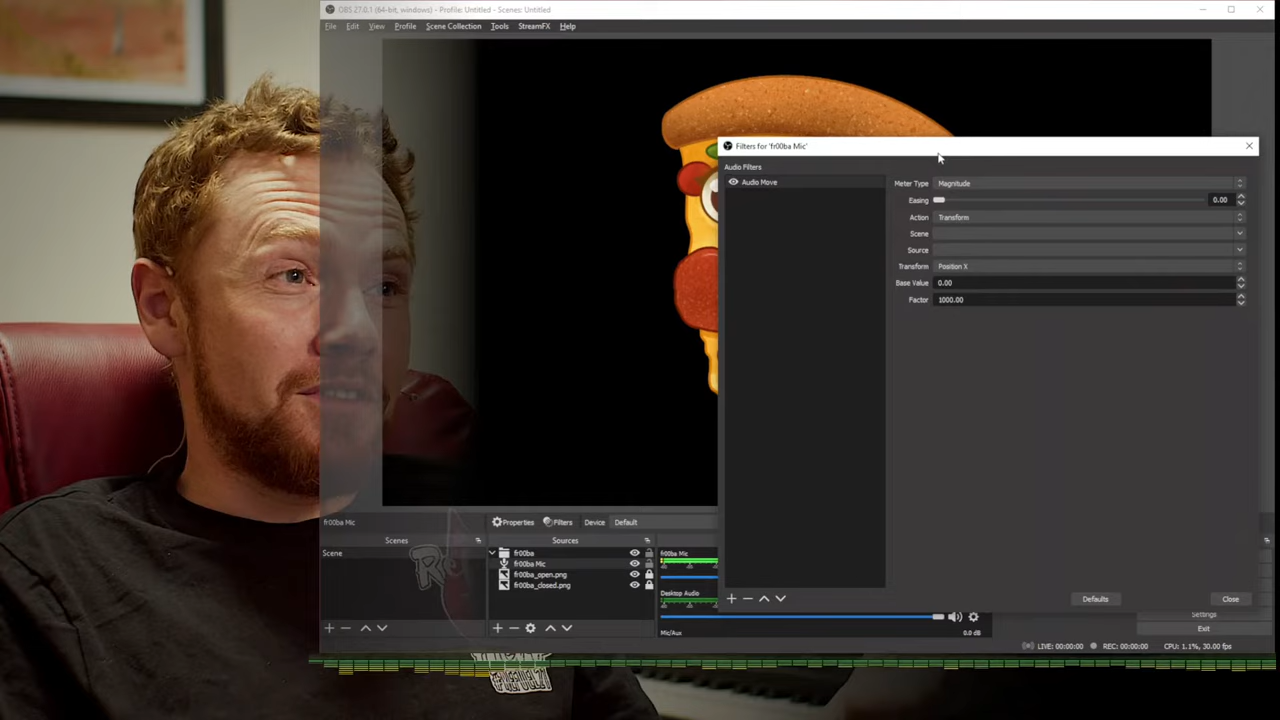 OBS 27.0.1 (64-bit, windows) - Profile: Untitled - Scenes: Untitled
File Edit View Profile Scene Collection Tools StreamFX Help
Filters for 'fr00ba Mic'
Audio Filters
Audio Move
Meter Type Magnitude
Easing 0.00
Action Transform
Scene
Source
Transform Position X
Base Value 0.00
Factor 1000.00
Defaults Close
fr00ba Mic Properties Filters Device Default
Scenes Sources
Scene
fr00ba
fr00ba Mic
fr00ba_open.png
fr00ba_closed.png
fr00ba Mic
Desktop Audio
Mic/Aux 0.0 dB
Settings
Exit
LIVE: 00:00:00 REC: 00:00:00 CPU: 1.1%, 30.00 fps